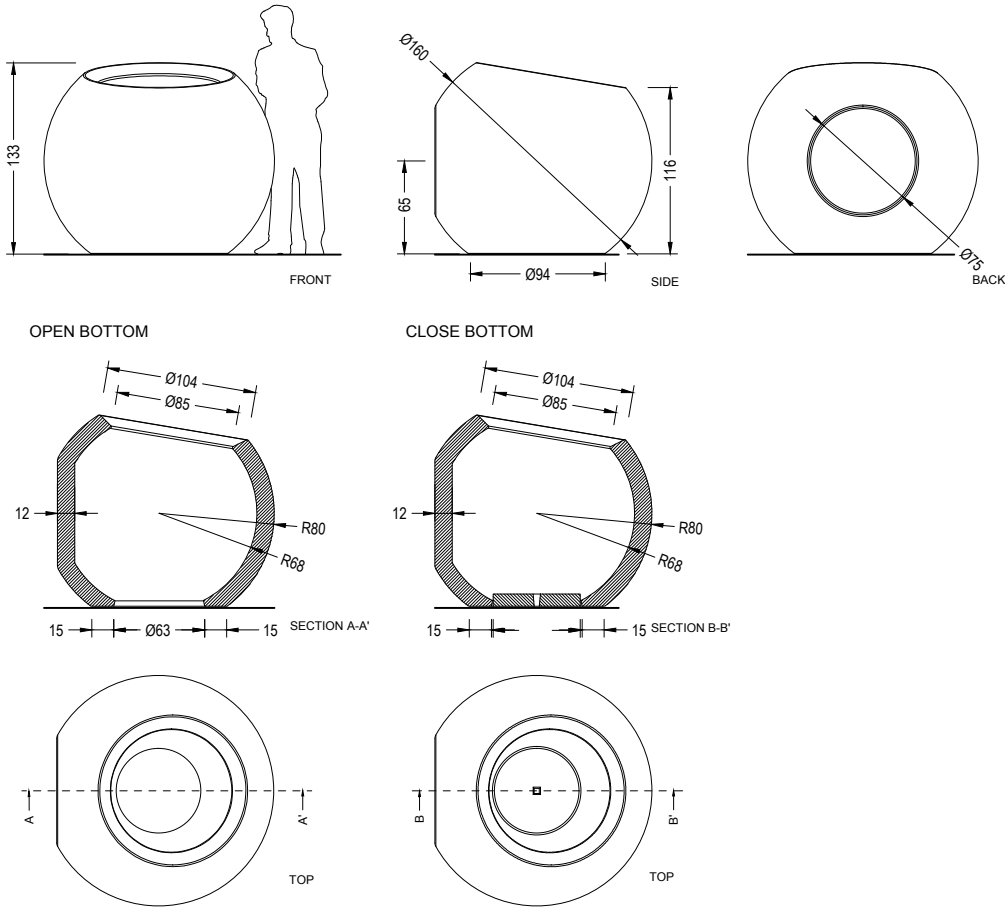 Ø160
133
65
116
Ø94
Ø75
FRONT
SIDE
BACK
OPEN BOTTOM
CLOSE BOTTOM
Ø104
Ø85
12
R80
R68
15
Ø63
15
SECTION A-A'
Ø104
Ø85
12
R80
R68
15
15
SECTION B-B'
A
A'
TOP
B
B'
TOP